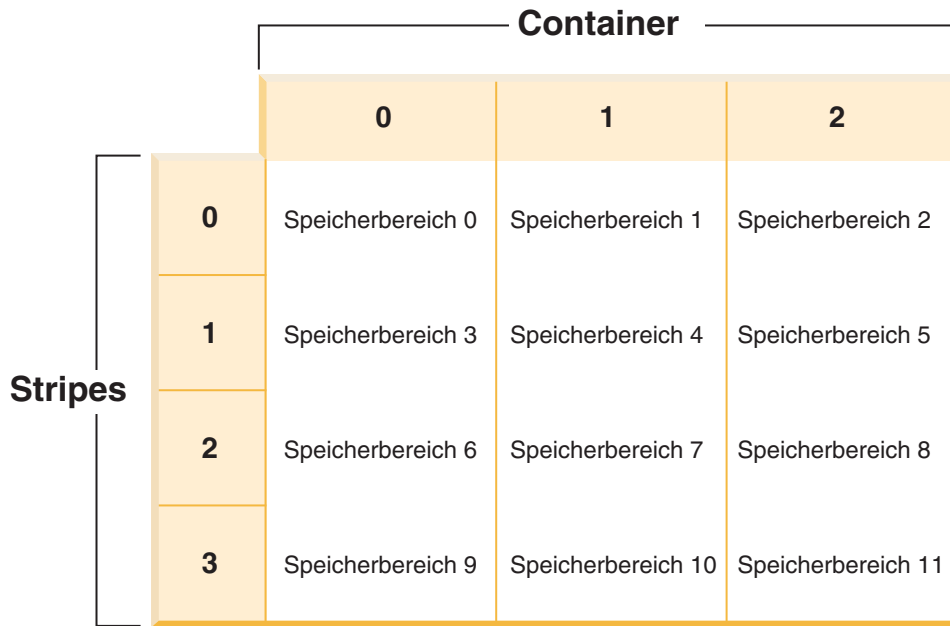 Container
0 1 2
0 Speicherbereich 0 Speicherbereich 1 Speicherbereich 2
1 Speicherbereich 3 Speicherbereich 4 Speicherbereich 5
Stripes
2 Speicherbereich 6 Speicherbereich 7 Speicherbereich 8
3 Speicherbereich 9 Speicherbereich 10 Speicherbereich 11